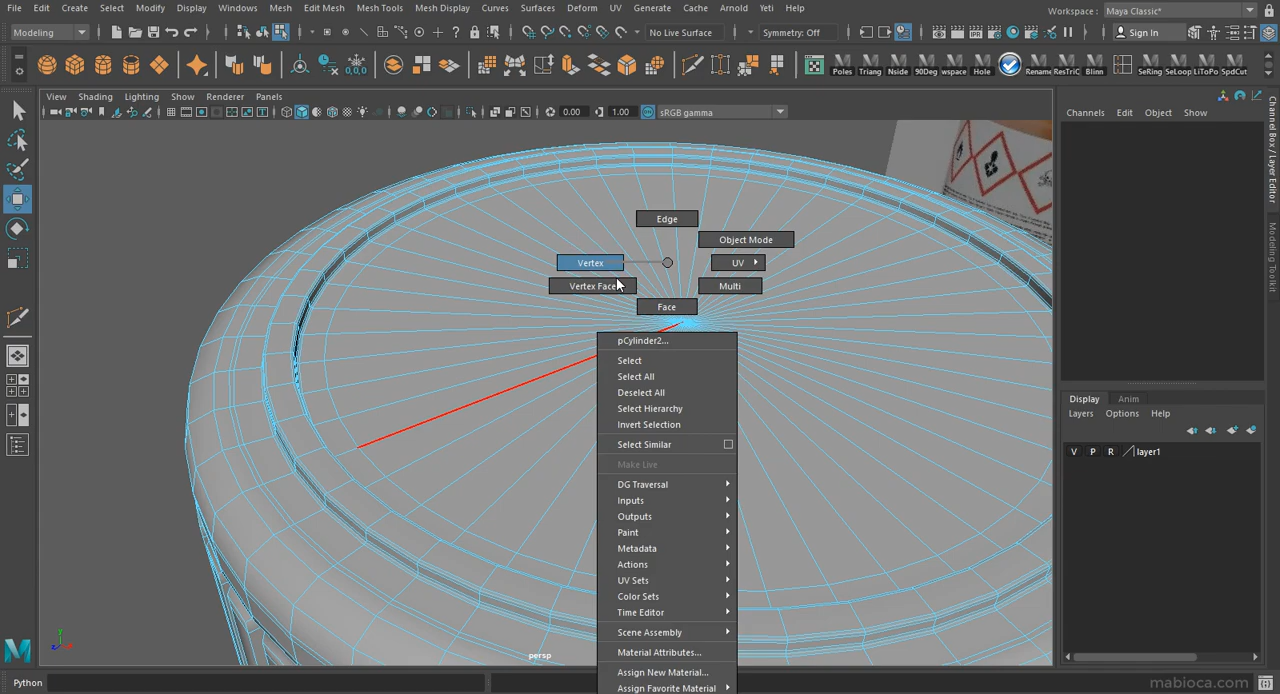 File Edit Create Select Modify Display Windows Mesh Edit Mesh Mesh Tools Mesh Display Curves Surfaces Deform UV Generate Cache Arnold Yeti Help
Workspace : Maya Classic*
Modeling
No Live Surface
Symmetry: Off
Sign In
Poles Triang Nside 90Deg wspace Hole Rename ResTriC Blinn SeRing SeLoop LiToPo SpdCut
View Shading Lighting Show Renderer Panels
0.00 1.00 sRGB gamma
Channels Edit Object Show
Channel Box / Layer Editor
Modeling Toolkit
Edge
Object Mode
Vertex
UV
Vertex Face
Multi
Face
pCylinder2...
Select
Select All
Deselect All
Select Hierarchy
Invert Selection
Select Similar
Make Live
DG Traversal
Inputs
Outputs
Paint
Metadata
Actions
UV Sets
Color Sets
Time Editor
Scene Assembly
Material Attributes...
Assign New Material...
Assign Favorite Material
Display Anim
Layers Options Help
V P R layer1
persp
Python
mabioca.com